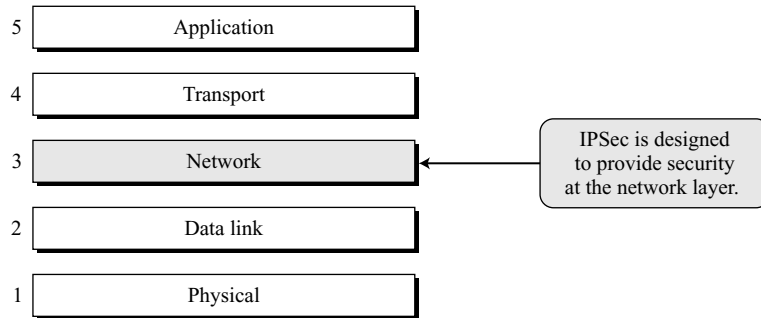 5 Application
4 Transport
3 Network
IPSec is designed
to provide security
at the network layer.
2 Data link
1 Physical